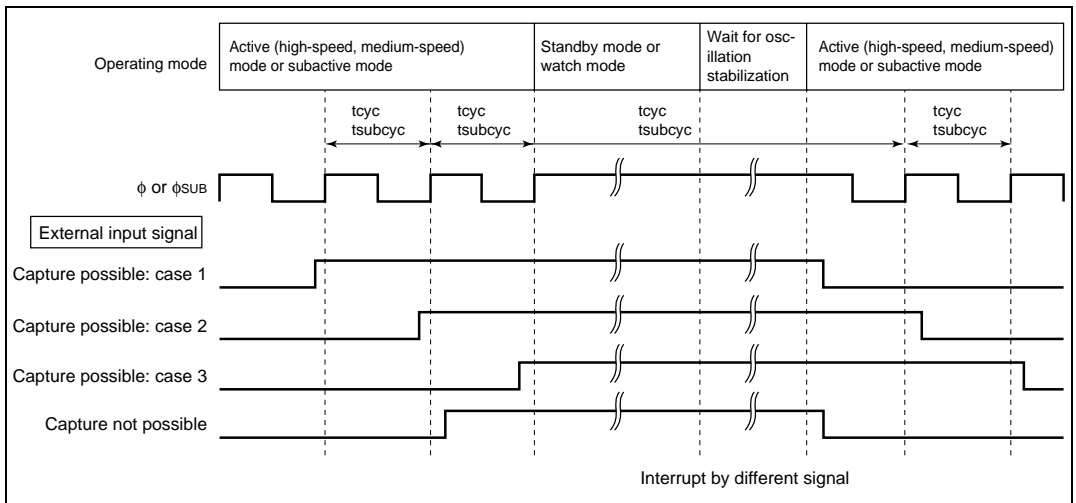 Operating mode
Active (high-speed, medium-speed)
mode or subactive mode
Standby mode or
watch mode
Wait for osc-
illation
stabilization
Active (high-speed, medium-speed)
mode or subactive mode
tcyc
tsubcyc
tcyc
tsubcyc
tcyc
tsubcyc
tcyc
tsubcyc
φ or φSUB
External input signal
Capture possible: case 1
Capture possible: case 2
Capture possible: case 3
Capture not possible
Interrupt by different signal